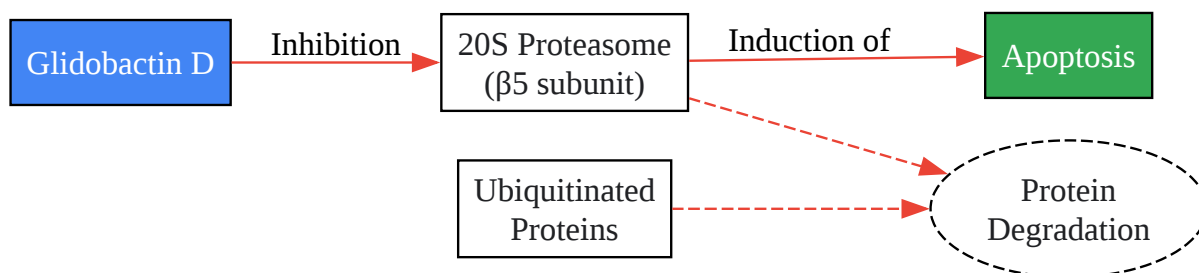 Glidobactin D
Inhibition
20S Proteasome
(β5 subunit)
Induction of
Apoptosis
Ubiquitinated
Proteins
Protein
Degradation